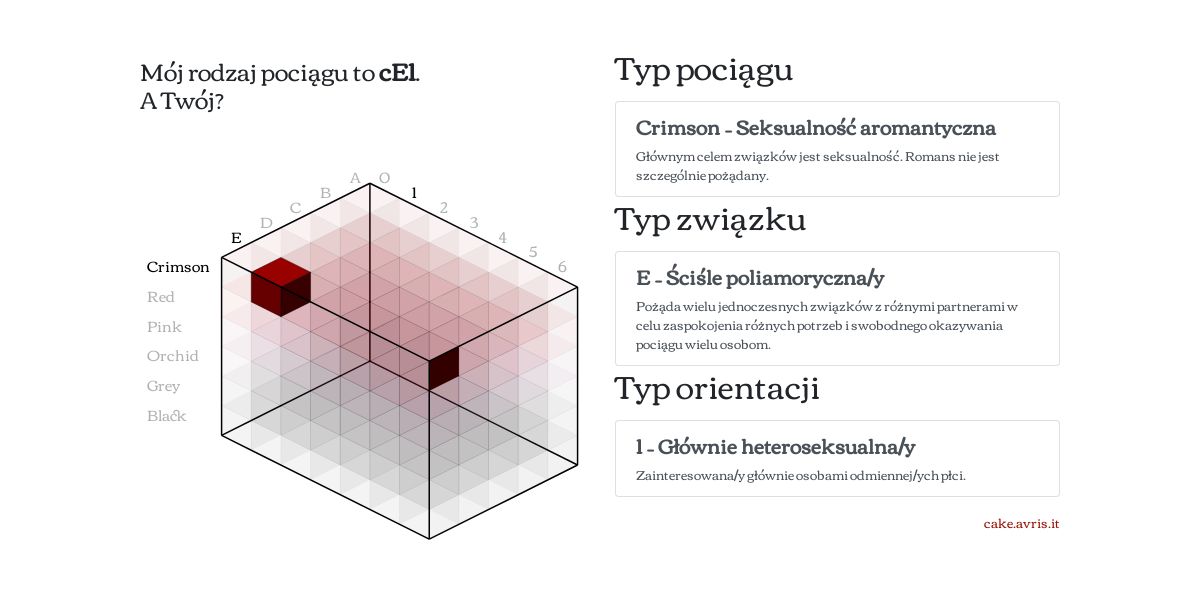 Mój rodzaj pociągu to cE1.
A Twój?
A O
B 1
C 2
D 3
E 4
5
6
Crimson
Red
Pink
Orchid
Grey
Black
Typ pociągu
Crimson – Seksualność aromantyczna
Głównym celem związków jest seksualność. Romans nie jest
szczególnie pożądany.
Typ związku
E – Ściśle poliamoryczna/y
Pożąda wielu jednoczesnych związków z różnymi partnerami w
celu zaspokojenia różnych potrzeb i swobodnego okazywania
pociągu wielu osobom.
Typ orientacji
1 – Głównie heteroseksualna/y
Zainteresowana/y głównie osobami odmiennej/ych płci.
cake.avris.it